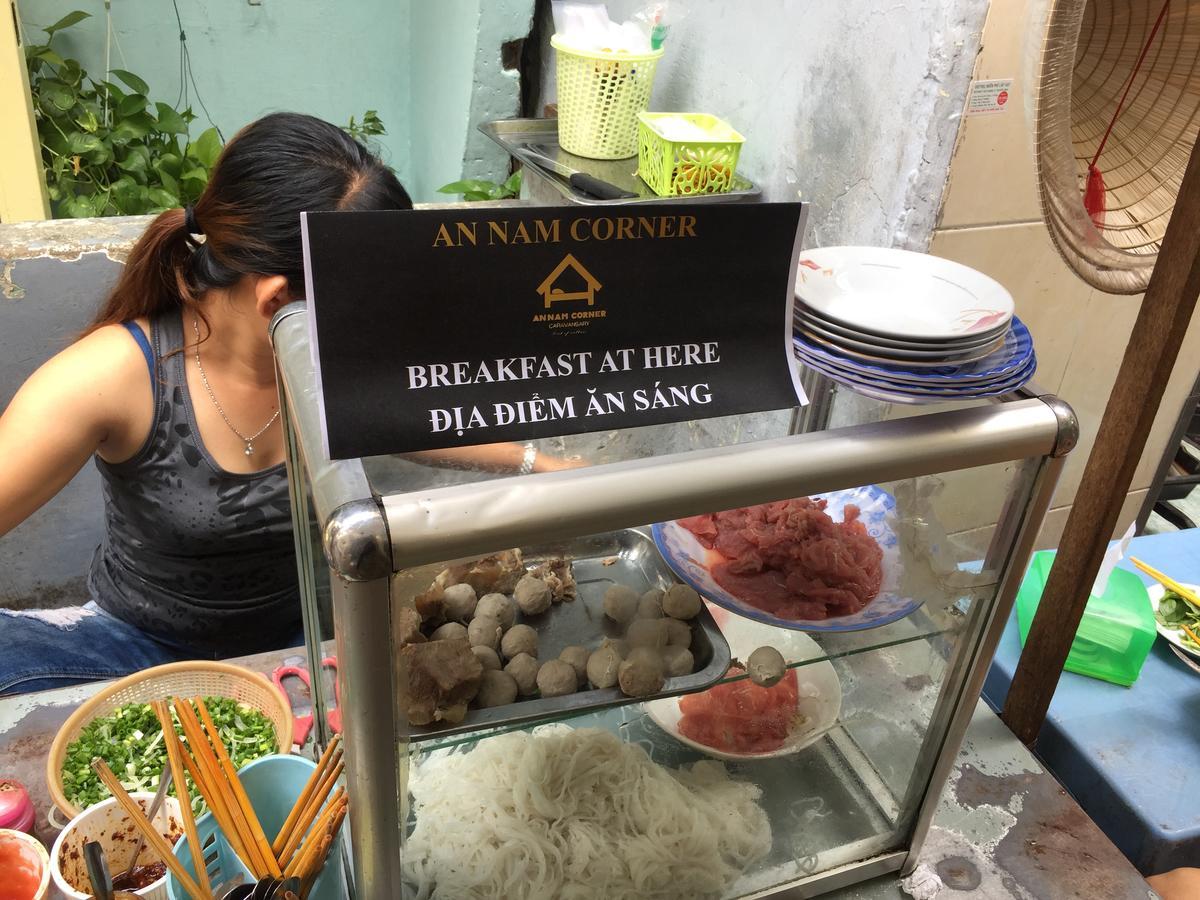 AN NAM CORNER
AN NAM CORNER
CARAVANSARY
BREAKFAST AT HERE
ĐỊA ĐIỂM ĂN SÁNG